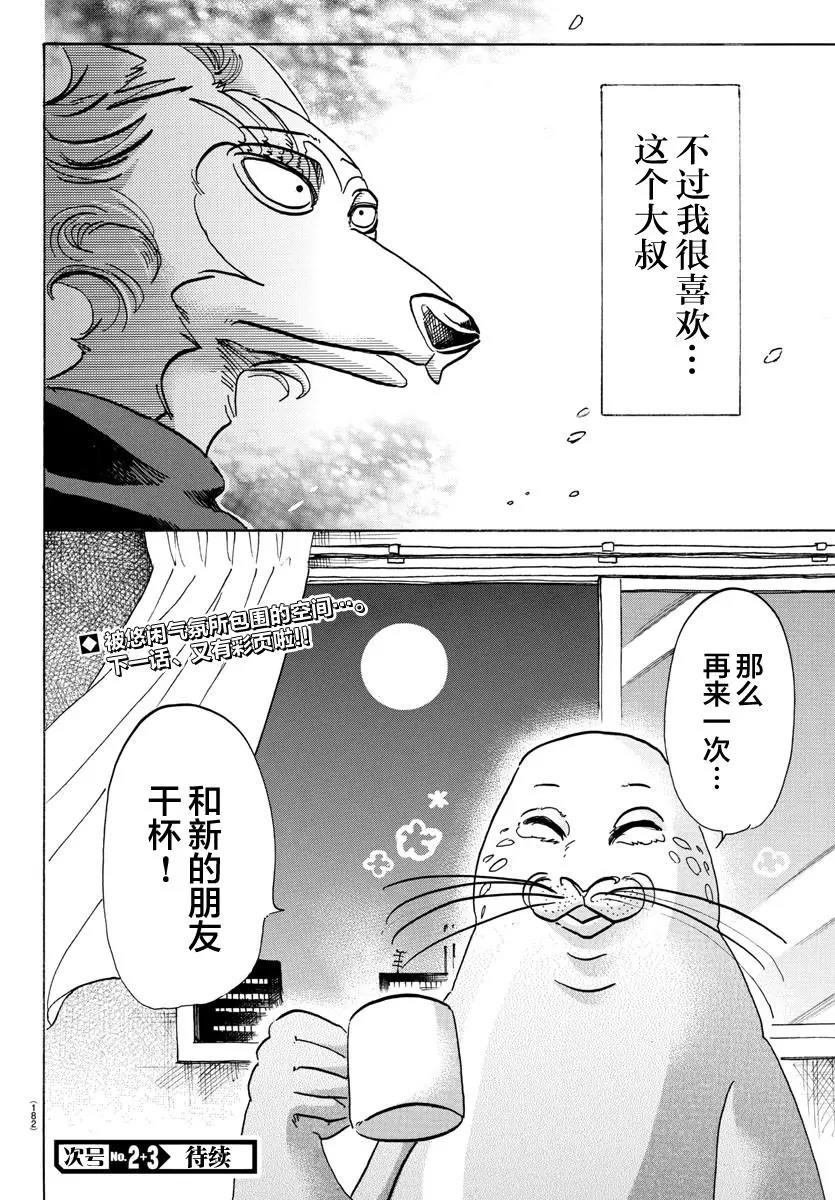 不过我很喜欢…
这个大叔
那么
再来一次…
被悠闲气氛所包围的空间…。
下一话、又有彩页啦!!
和新的朋友
干杯！
(182)
次号No.2+3 待续